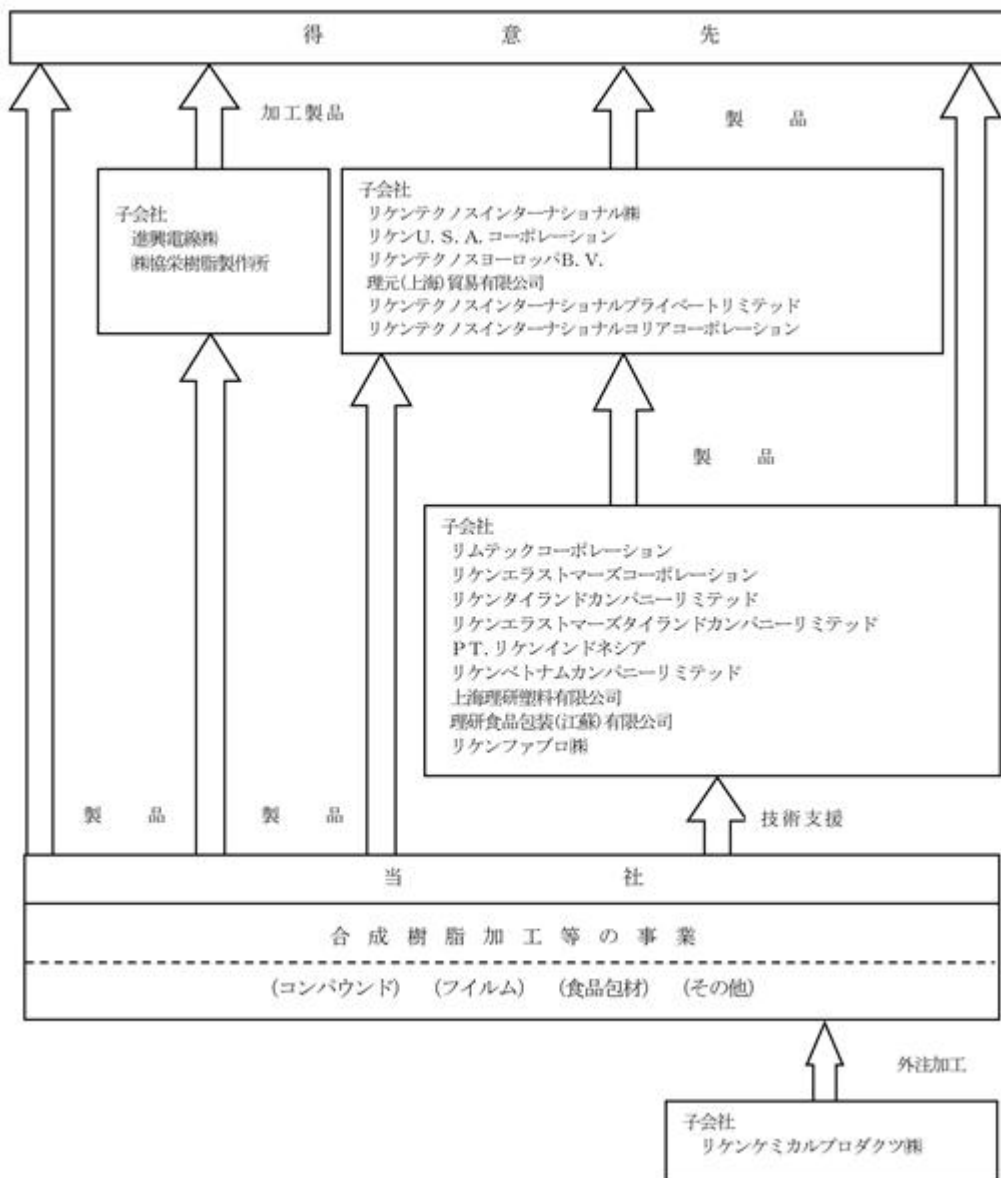 得意先
加工製品
製品
子会社
進興電線㈱
㈱協栄樹脂製作所
子会社
リケンテクノスインターナショナル㈱
リケンU.S.A.コーポレーション
リケンテクノスヨーロッパB.V.
理元(上海)貿易有限公司
リケンテクノスインターナショナルプライベートリミテッド
リケンテクノスインターナショナルコリアコーポレーション
製品
子会社
リムテックコーポレーション
リケンエラストマーズコーポレーション
リケンタイランドカンパニーリミテッド
リケンエラストマーズタイランドカンパニーリミテッド
PT.リケンインドネシア
リケンベトナムカンパニーリミテッド
上海理研塑料有限公司
理研食品包装(江蘇)有限公司
リケンファブロ㈱
製品
製品
技術支援
当社
合成樹脂加工等の事業
(コンパウンド) (フイルム) (食品包材) (その他)
外注加工
子会社
リケンケミカルプロダクツ㈱